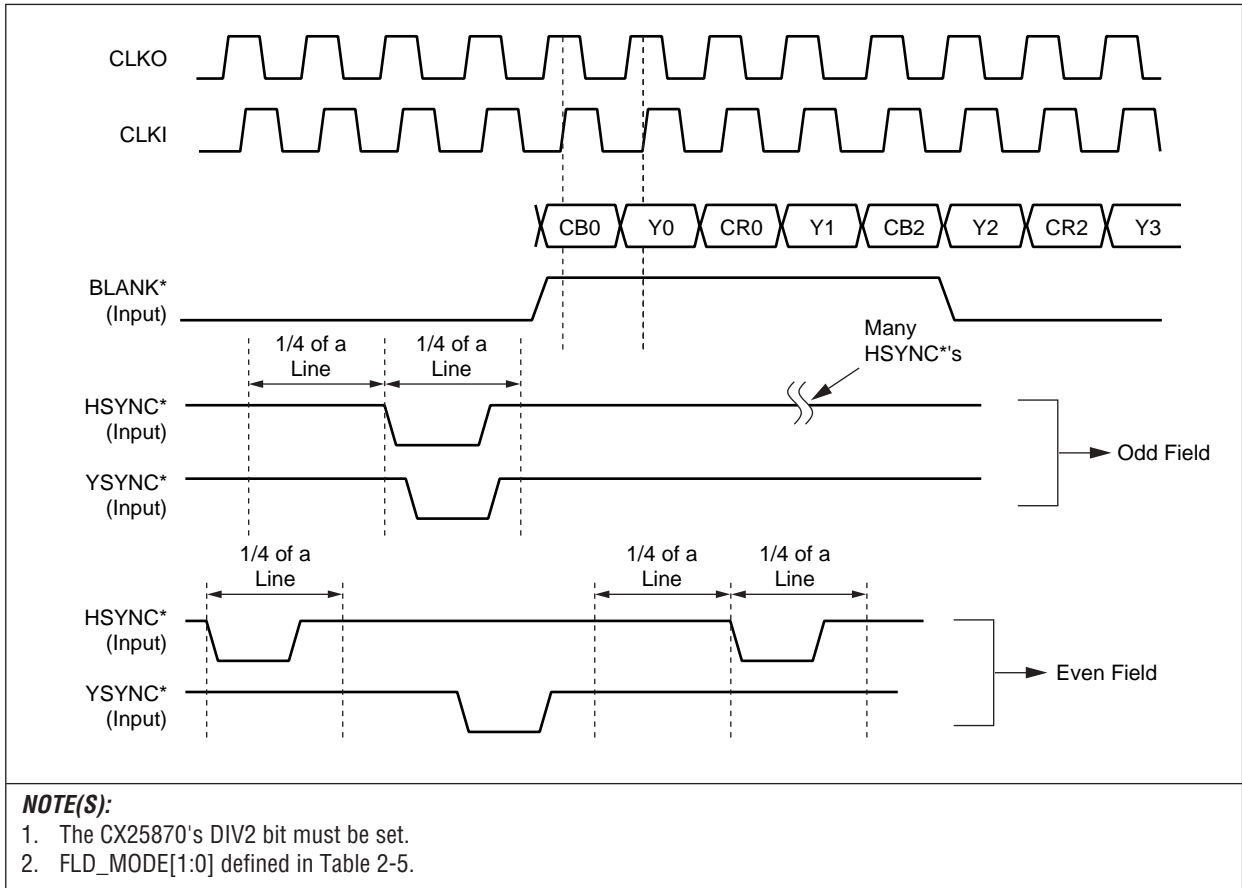 CLKO
CLKI
CB0 Y0 CR0 Y1 CB2 Y2 CR2 Y3
BLANK*
(Input)
Many
HSYNC*'s
1/4 of a
Line
1/4 of a
Line
HSYNC*
(Input)
Odd Field
YSYNC*
(Input)
1/4 of a
Line
1/4 of a
Line
1/4 of a
Line
HSYNC*
(Input)
Even Field
YSYNC*
(Input)
NOTE(S):
1. The CX25870's DIV2 bit must be set.
2. FLD_MODE[1:0] defined in Table 2-5.